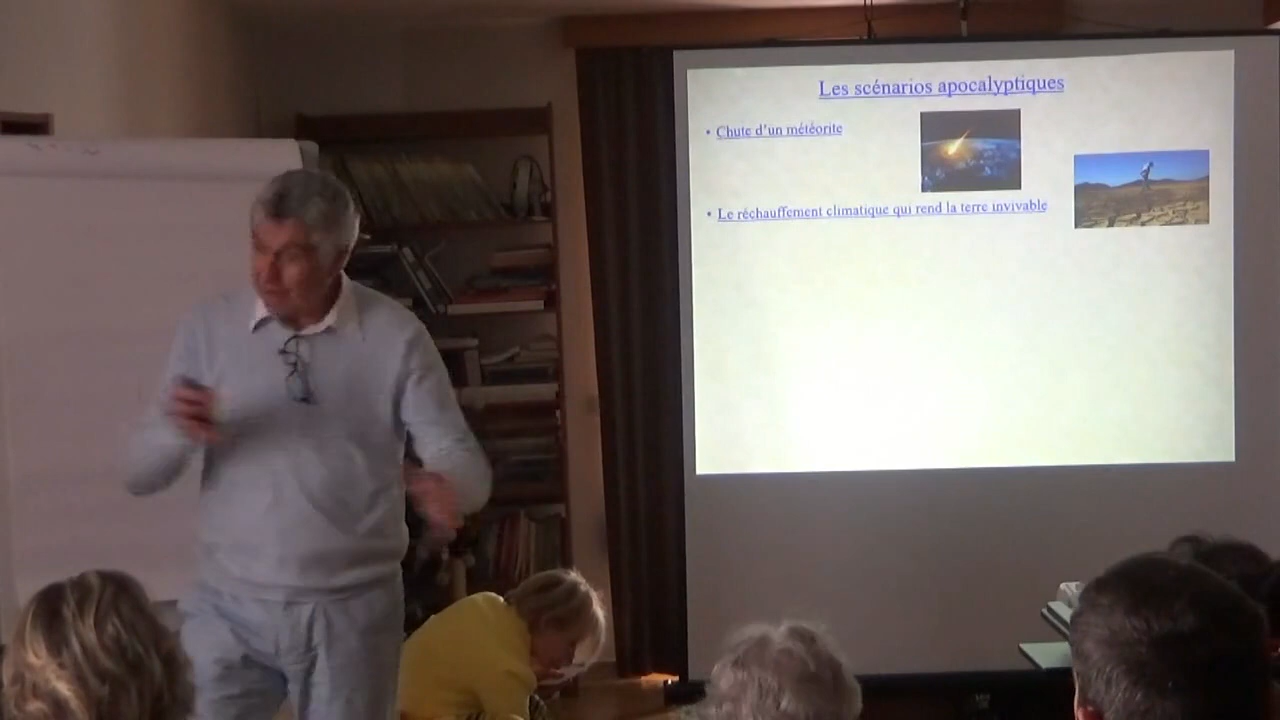 Les scénarios apocalyptiques
• Chute d'un météorite
• Le réchauffement climatique qui rend la terre invivable